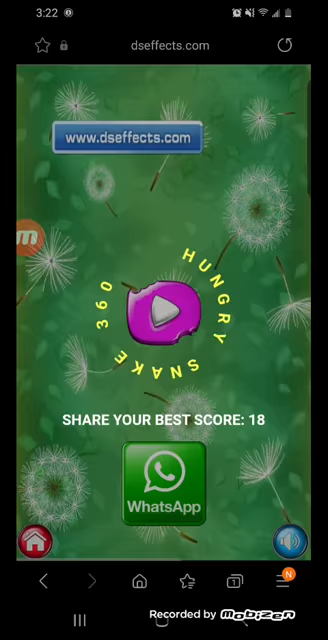 3:22
dseffects.com
www.dseffects.com
HUNGRY SNAKE 360
SHARE YOUR BEST SCORE: 18
WhatsApp
1
N
Recorded by mobizen